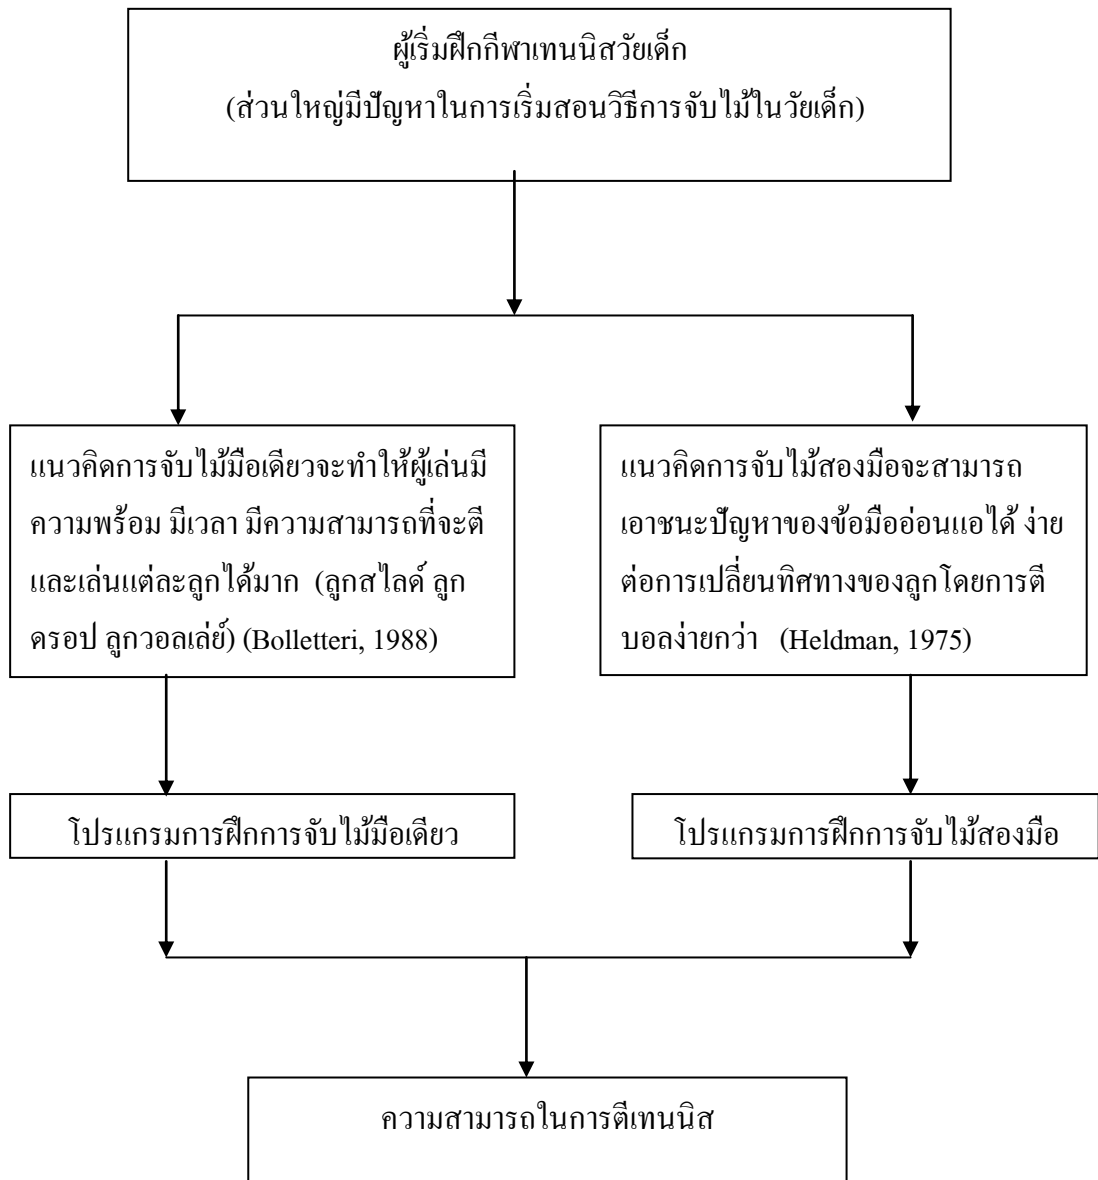 ผู้เริ่มฝึกกีฬาเทนนิสวัยเด็ก
(ส่วนใหญ่มีปัญหาในการเริ่มสอนวิธีการจับไม้ในวัยเด็ก)
แนวคิดการจับไม้มือเดียวจะทำให้ผู้เล่นมี
ความพร้อม มีเวลา มีความสามารถที่จะตี
และเล่นแต่ละลูกได้มาก (ลูกสไลด์ ลูก
ดรอป ลูกวอลเล่ย์) (Bolletteri, 1988)
แนวคิดการจับไม้สองมือจะสามารถ
เอาชนะปัญหาของข้อมืออ่อนแอได้ ง่าย
ต่อการเปลี่ยนทิศทางของลูกโดยการตี
บอลง่ายกว่า (Heldman, 1975)
โปรแกรมการฝึกการจับไม้มือเดียว
โปรแกรมการฝึกการจับไม้สองมือ
ความสามารถในการตีเทนนิส